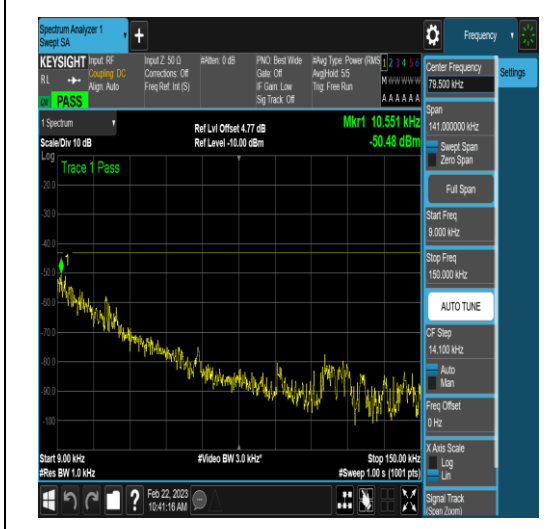 Spectrum Analyzer 1
Swept SA
Frequency
KEYSIGHT
RL
Input: RF
Coupling: DC
Align: Auto
Input Z: 50 Ω
Corrections: Off
Freq Ref: Int (S)
#Atten: 0 dB
PNO: Best Wide
Gate: Off
IF Gain: Low
Sig Track: Off
#Avg Type: Power (RMS
Avg|Hold: 5/5
Trig: Free Run
1 2 3 4 5 6
M W W W W W
A A A A A A
PASS
1 Spectrum
Scale/Div 10 dB
Ref Lvl Offset 4.77 dB
Ref Level -10.00 dBm
Mkr1 10.551 kHz
-50.48 dBm
Log
Trace 1 Pass
1
-20.0
-30.0
-40.0
-50.0
-60.0
-70.0
-80.0
-90.0
-100
Start 9.00 kHz
#Res BW 1.0 kHz
#Video BW 3.0 kHz*
Stop 150.00 kHz
#Sweep 1.00 s (1001 pts)
Feb 22, 2023
10:41:16 AM
Center Frequency
79.500 kHz
Settings
Span
141.000000 kHz
Swept Span
Zero Span
Full Span
Start Freq
9.000 kHz
Stop Freq
150.000 kHz
AUTO TUNE
CF Step
14.100 kHz
Auto
Man
Freq Offset
0 Hz
X Axis Scale
Log
Lin
Signal Track
(Span Zoom)